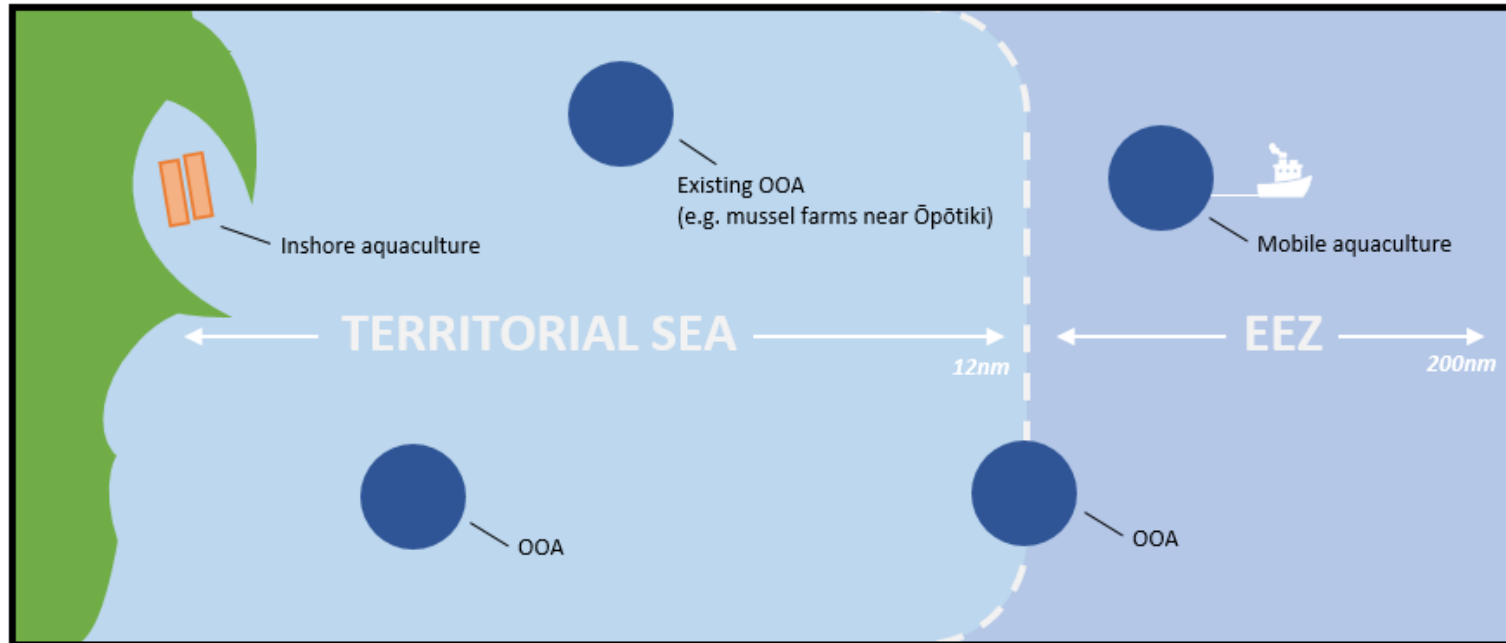 Existing OOA
(e.g. mussel farms near Ōpōtiki)
Inshore aquaculture
Mobile aquaculture
TERRITORIAL SEA
12nm
EEZ
200nm
OOA
OOA